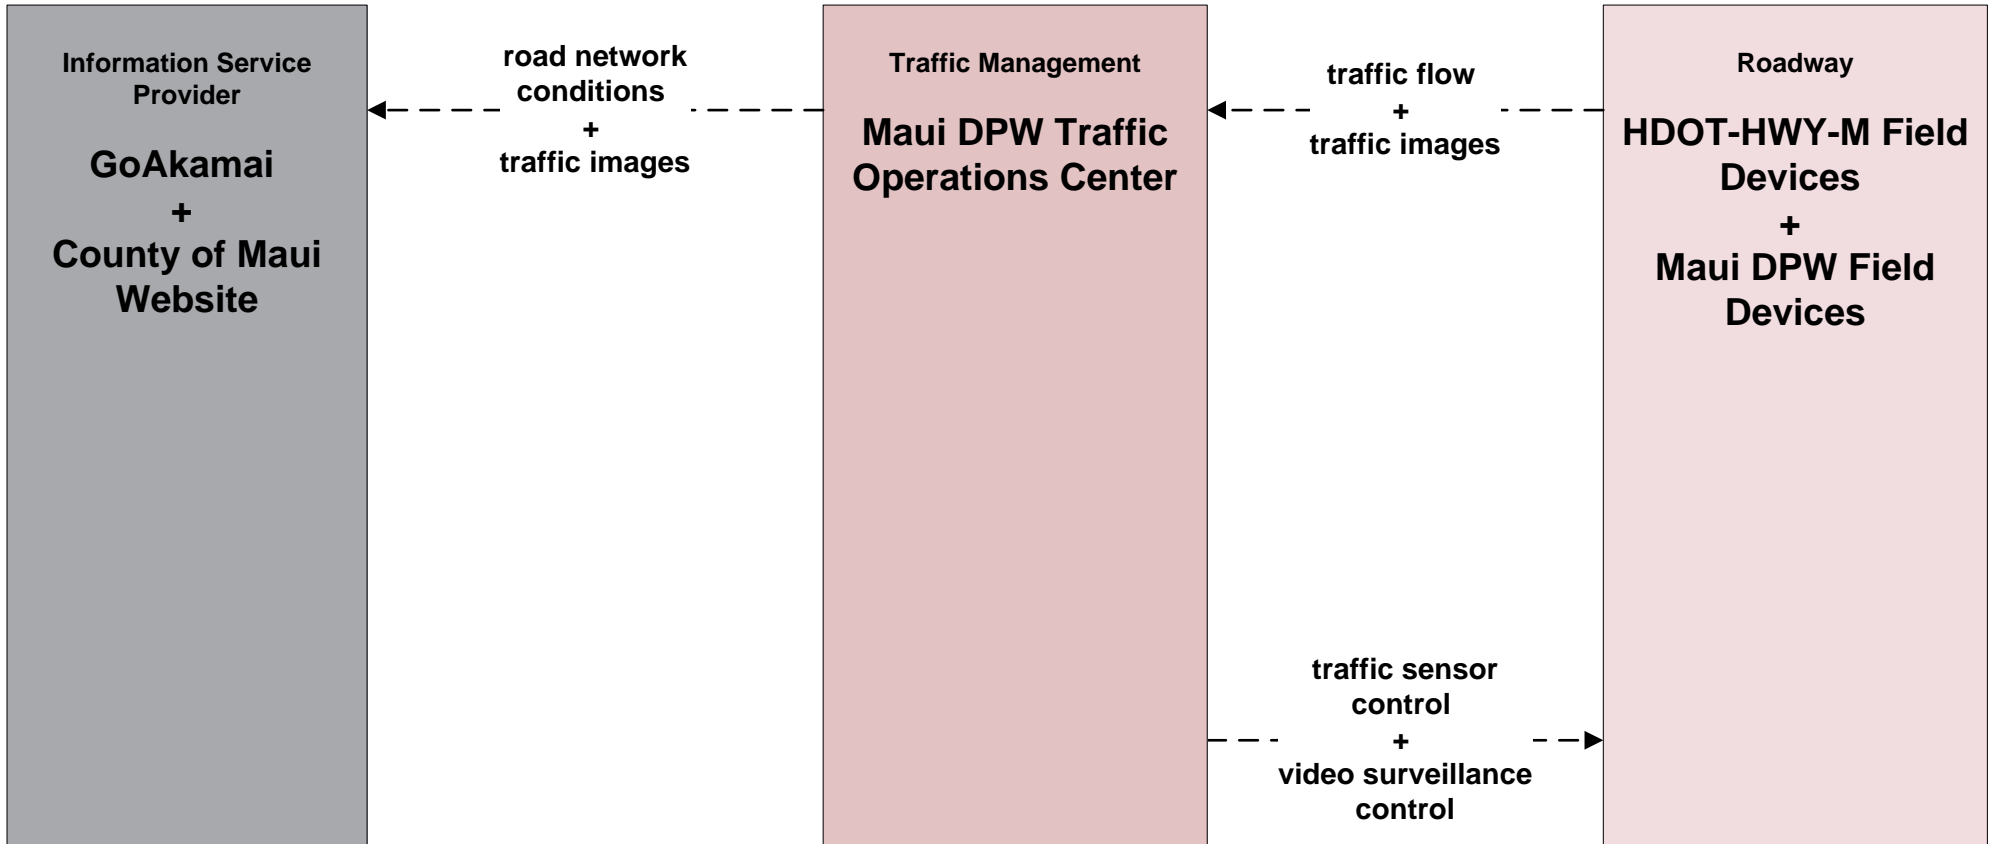 Information Service
Provider
GoAkamai
+
County of Maui
Website
road network
conditions
+
traffic images
Traffic Management
Maui DPW Traffic
Operations Center
traffic flow
+
traffic images
Roadway
HDOT-HWY-M Field
Devices
+
Maui DPW Field
Devices
traffic sensor
control
+
video surveillance
control